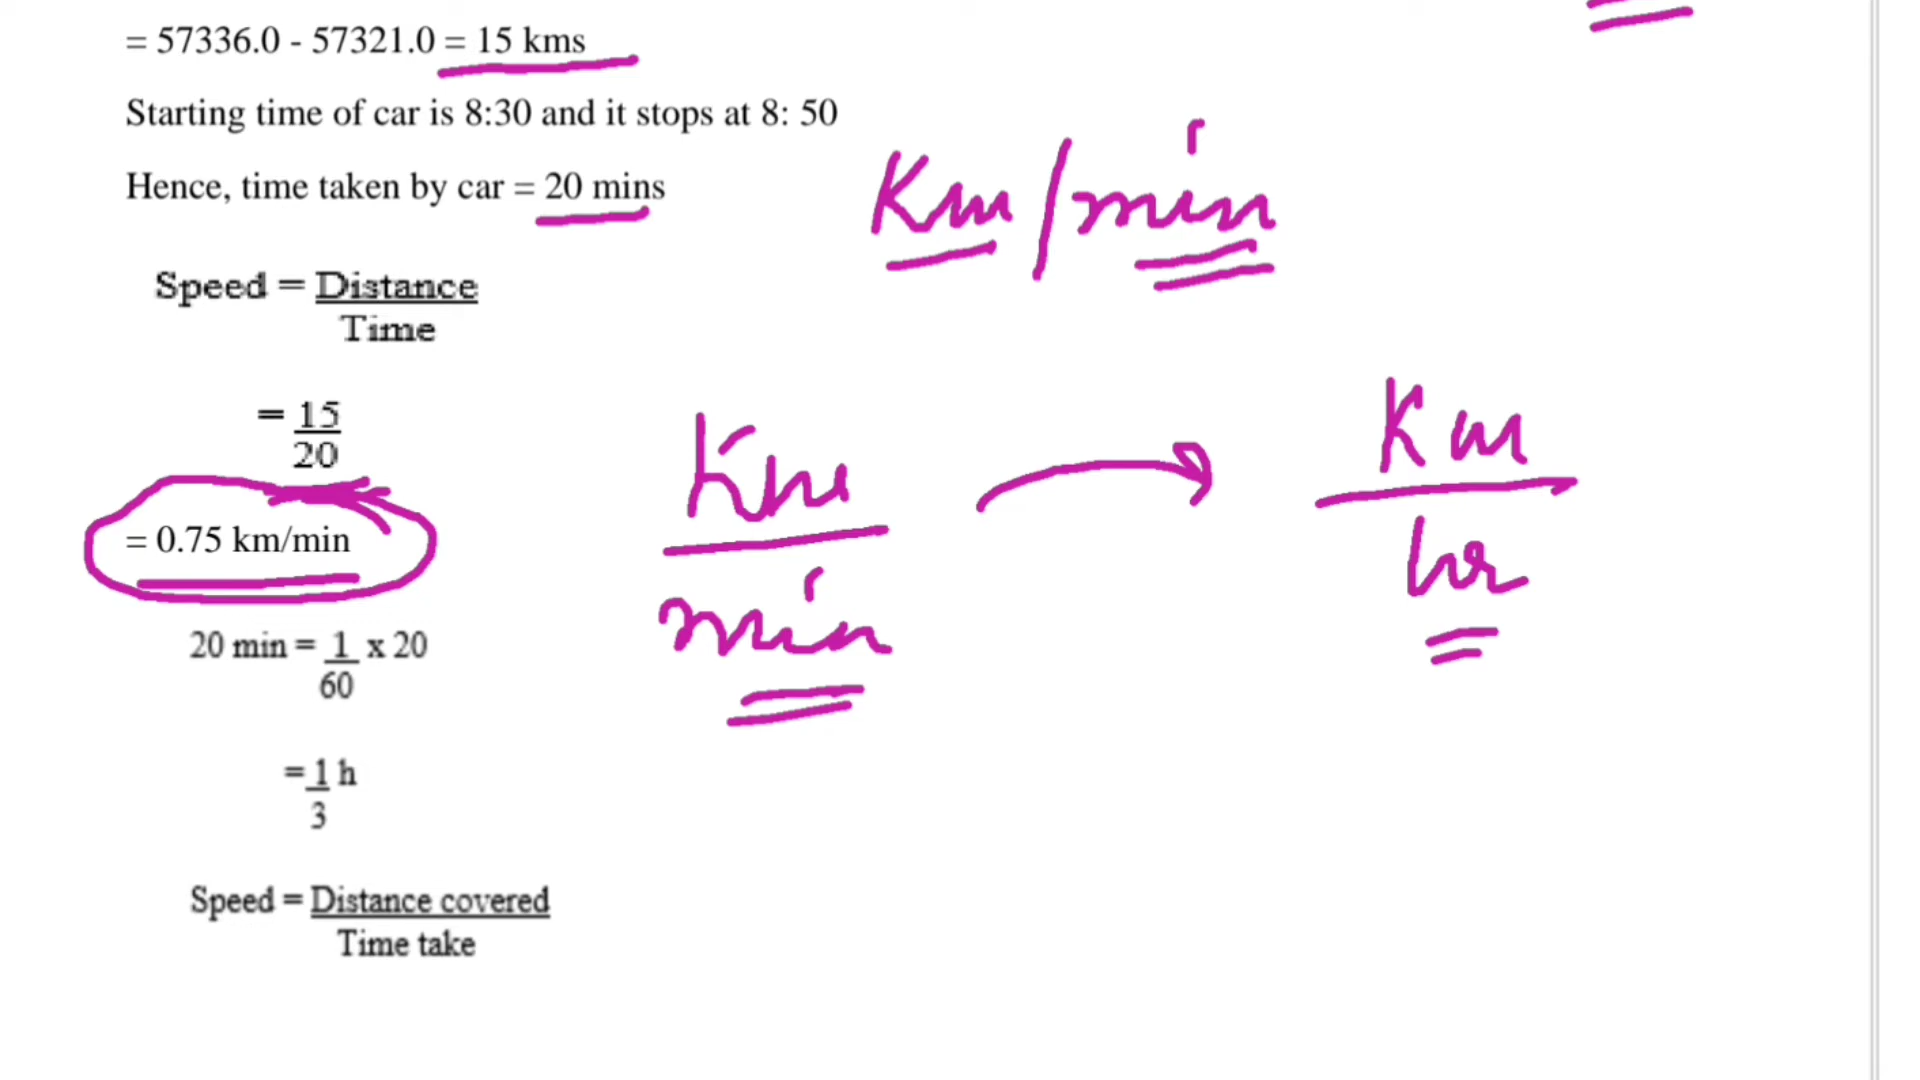 = 57336.0 - 57321.0 = 15 kms
Starting time of car is 8:30 and it stops at 8: 50
Hence, time taken by car = 20 mins
Km/min
Speed = Distance
Time
= 15
20
= 0.75 km/min
Km
min
Km
hr
20 min = 1 x 20
60
= 1 h
3
Speed = Distance covered
Time take